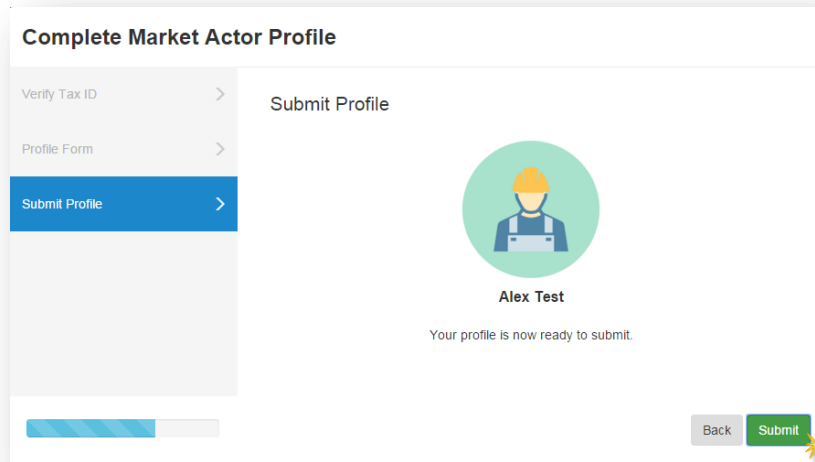 Complete Market Actor Profile
Verify Tax ID
Profile Form
Submit Profile
Submit Profile
Alex Test
Your profile is now ready to submit.
Back
Submit